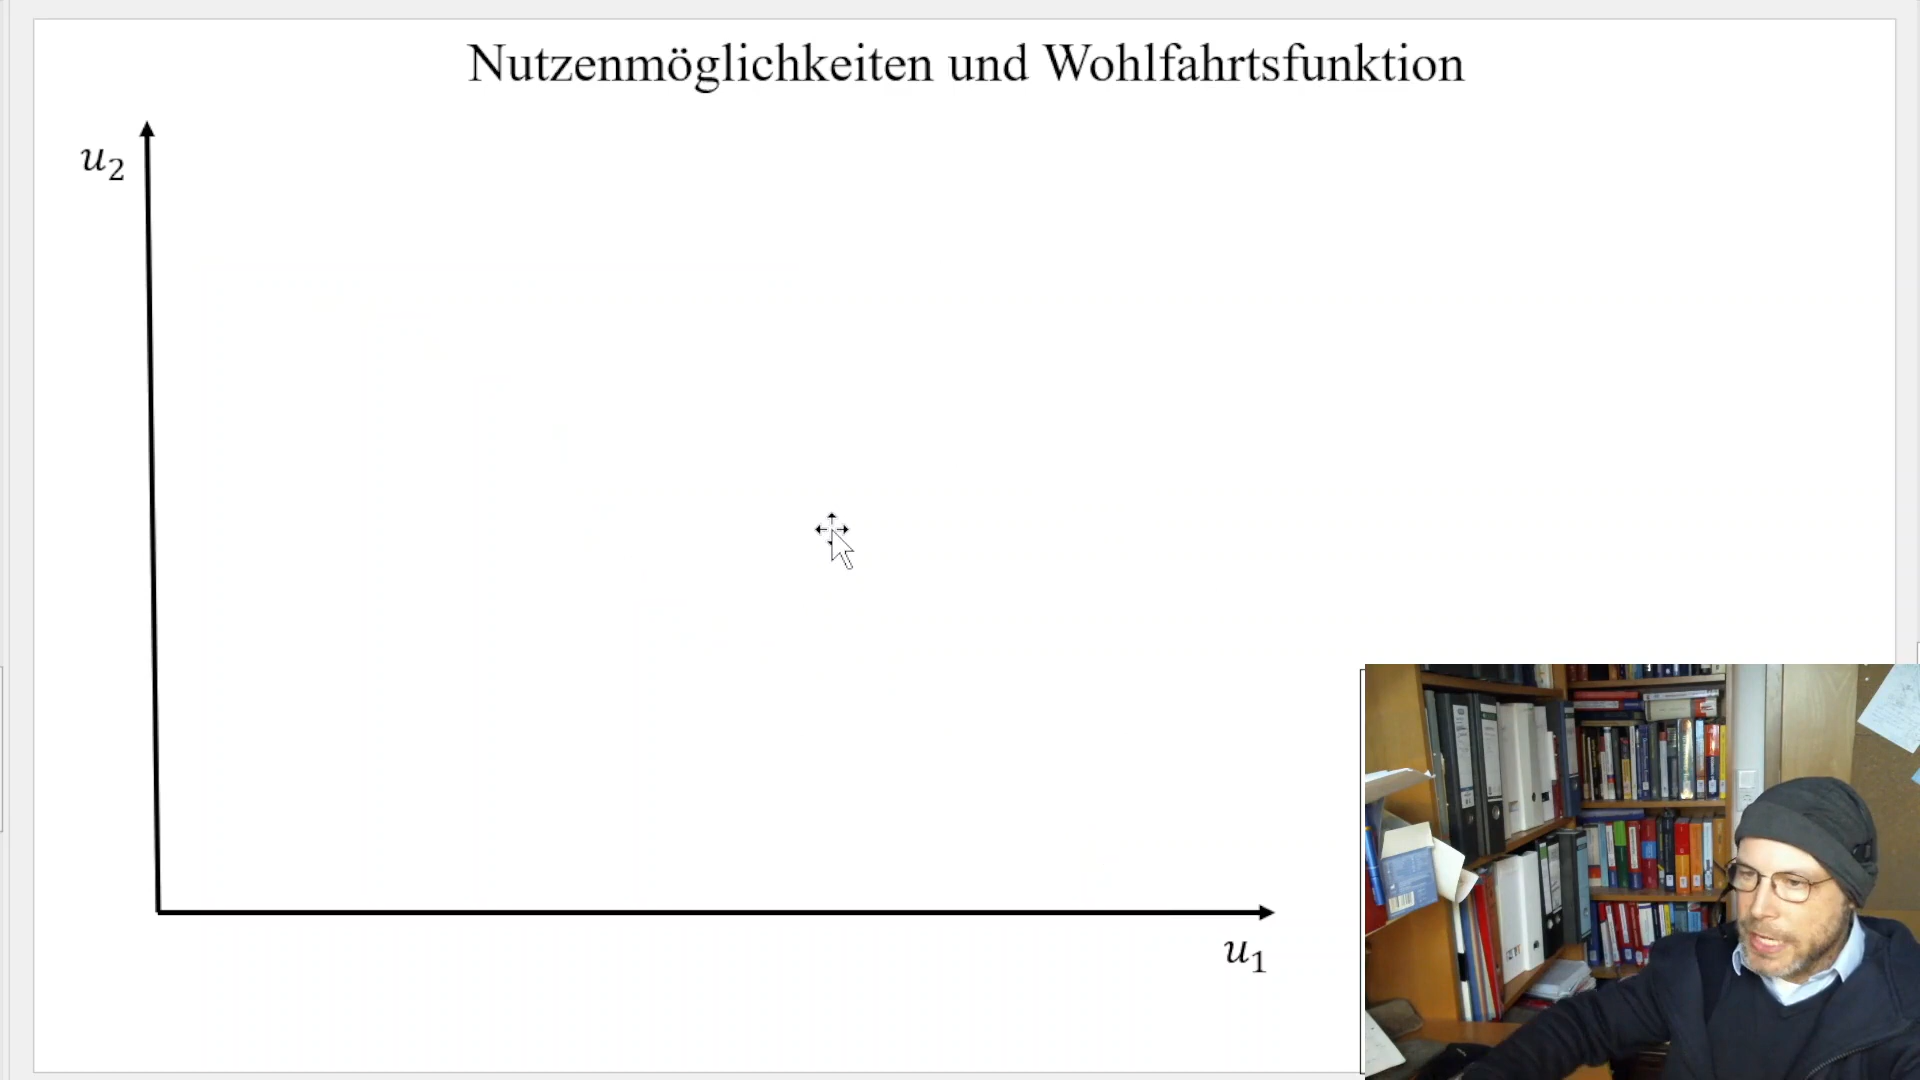 Nutzenmöglichkeiten und Wohlfahrtsfunktion
u₂
u₁